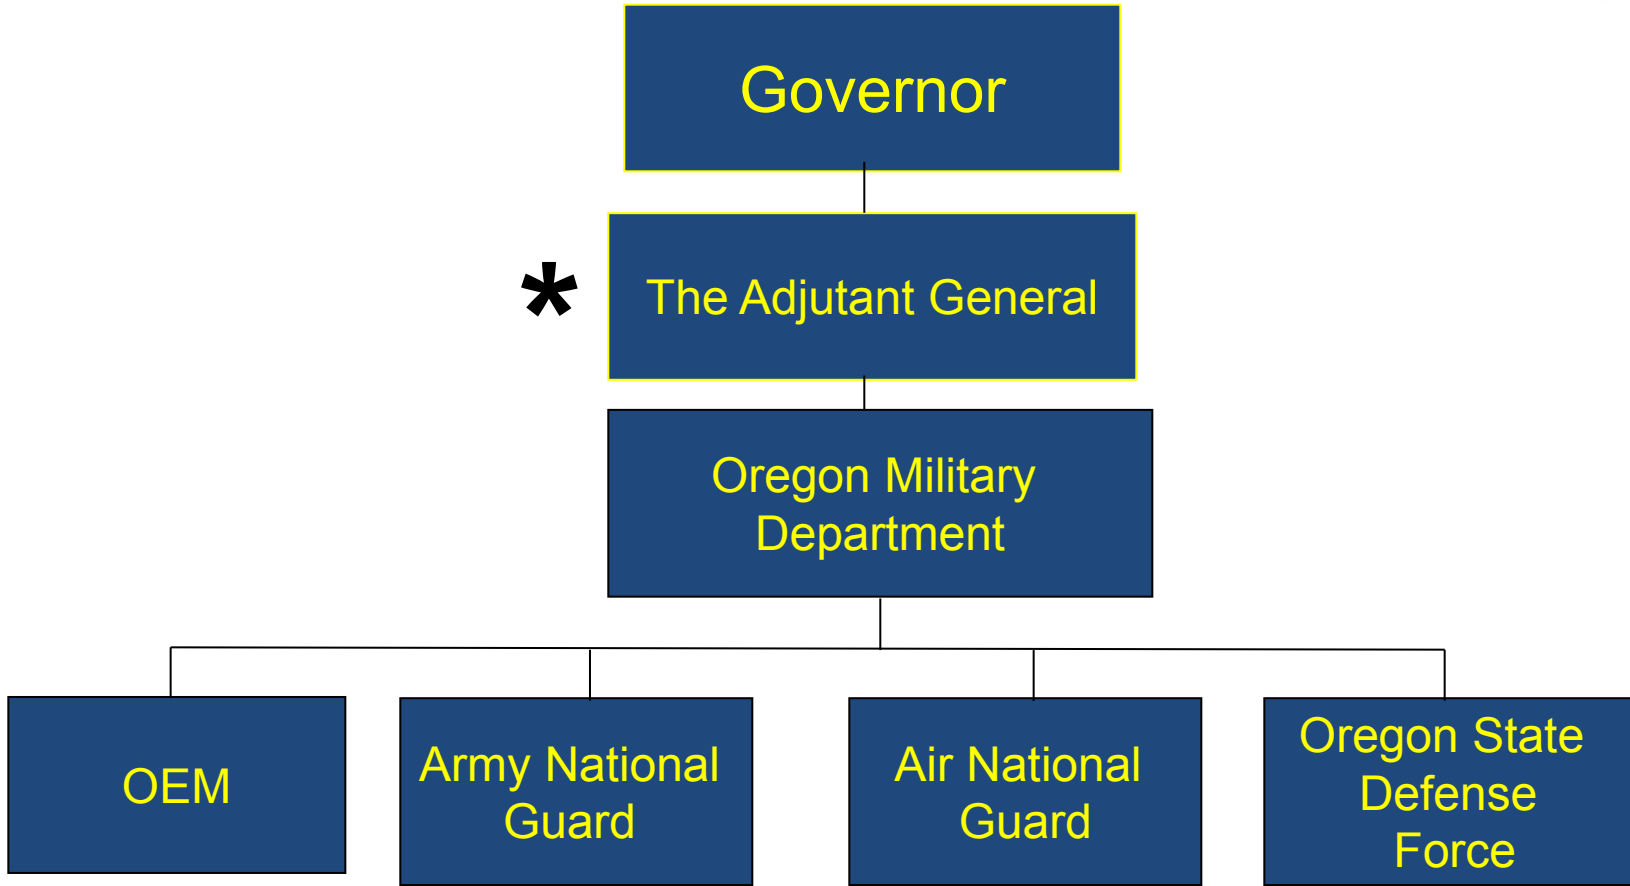 Governor
*
The Adjutant General
Oregon Military
Department
OEM
Army National
Guard
Air National
Guard
Oregon State
Defense
Force